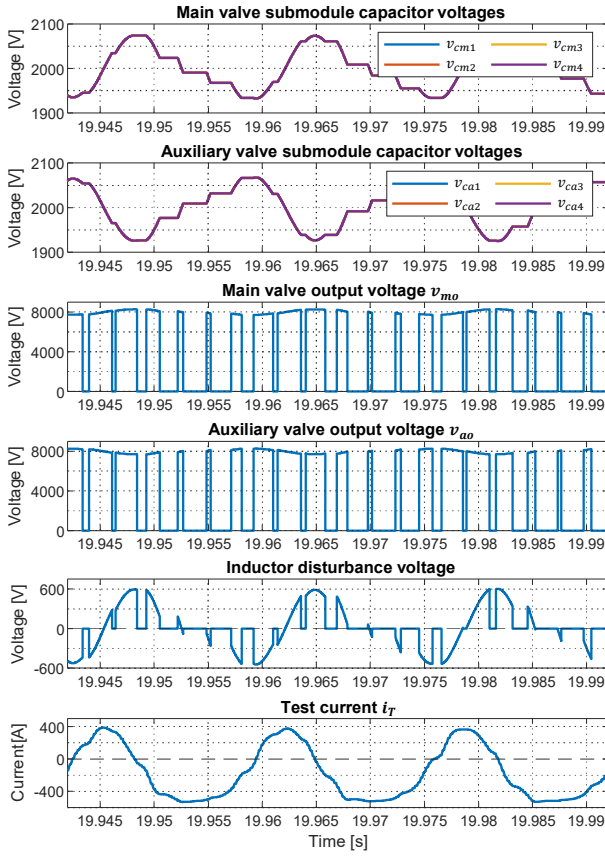 Main valve submodule capacitor voltages
2100
2000
1900
Voltage [V]
v_cm1 v_cm3
v_cm2 v_cm4
19.945 19.95 19.955 19.96 19.965 19.97 19.975 19.98 19.985 19.99
Auxiliary valve submodule capacitor voltages
2100
2000
1900
Voltage [V]
v_ca1 v_ca3
v_ca2 v_ca4
19.945 19.95 19.955 19.96 19.965 19.97 19.975 19.98 19.985 19.99
Main valve output voltage v_mo
8000
4000
0
Voltage [V]
19.945 19.95 19.955 19.96 19.965 19.97 19.975 19.98 19.985 19.99
Auxiliary valve output voltage v_ao
8000
4000
0
Voltage [V]
19.945 19.95 19.955 19.96 19.965 19.97 19.975 19.98 19.985 19.99
Inductor disturbance voltage
600
0
-600
Voltage [V]
19.945 19.95 19.955 19.96 19.965 19.97 19.975 19.98 19.985 19.99
Test current i_T
400
0
-400
Current[A]
19.945 19.95 19.955 19.96 19.965 19.97 19.975 19.98 19.985 19.99
Time [s]